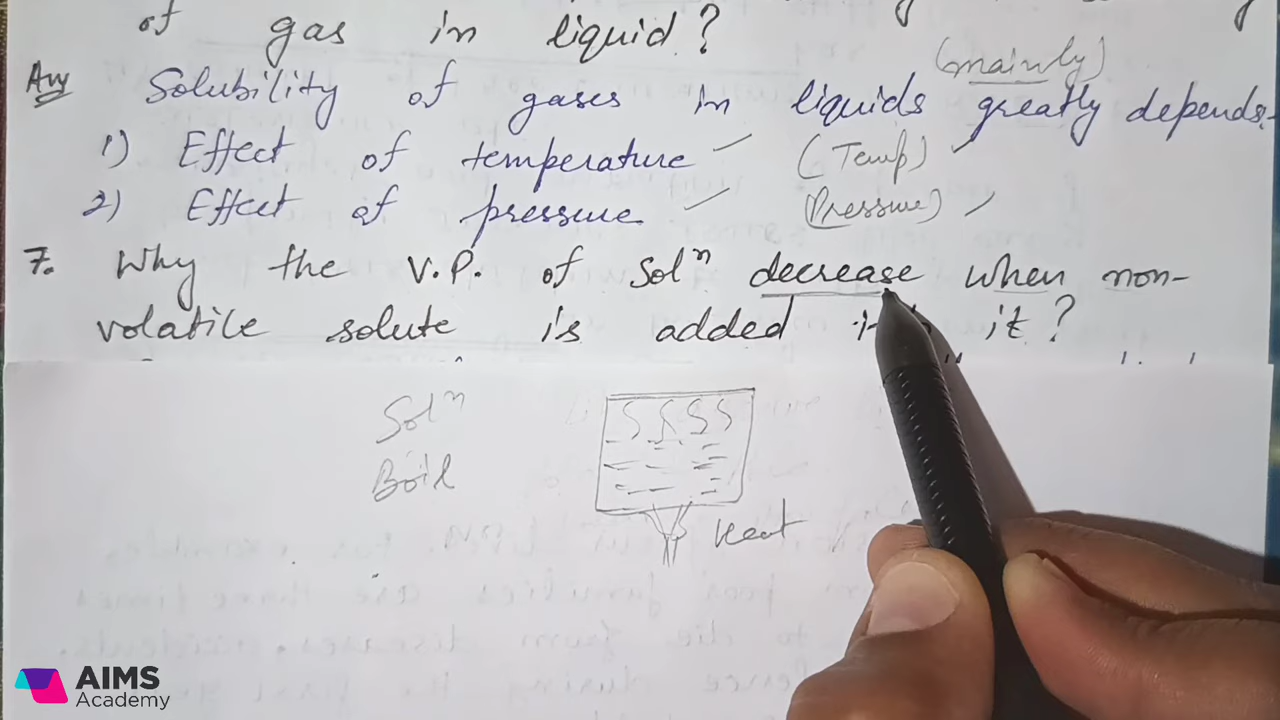 of gas in liquid?
(mainly)
Ans Solubility of gases in liquids greatly depends.
1) Effect of temperature (Temp)
2) Effect of pressure (Pressure)
7. Why the V.P. of Solⁿ decrease when non-
volatile solute is added it?
Solⁿ
Boil
Heat
AIMS
Academy